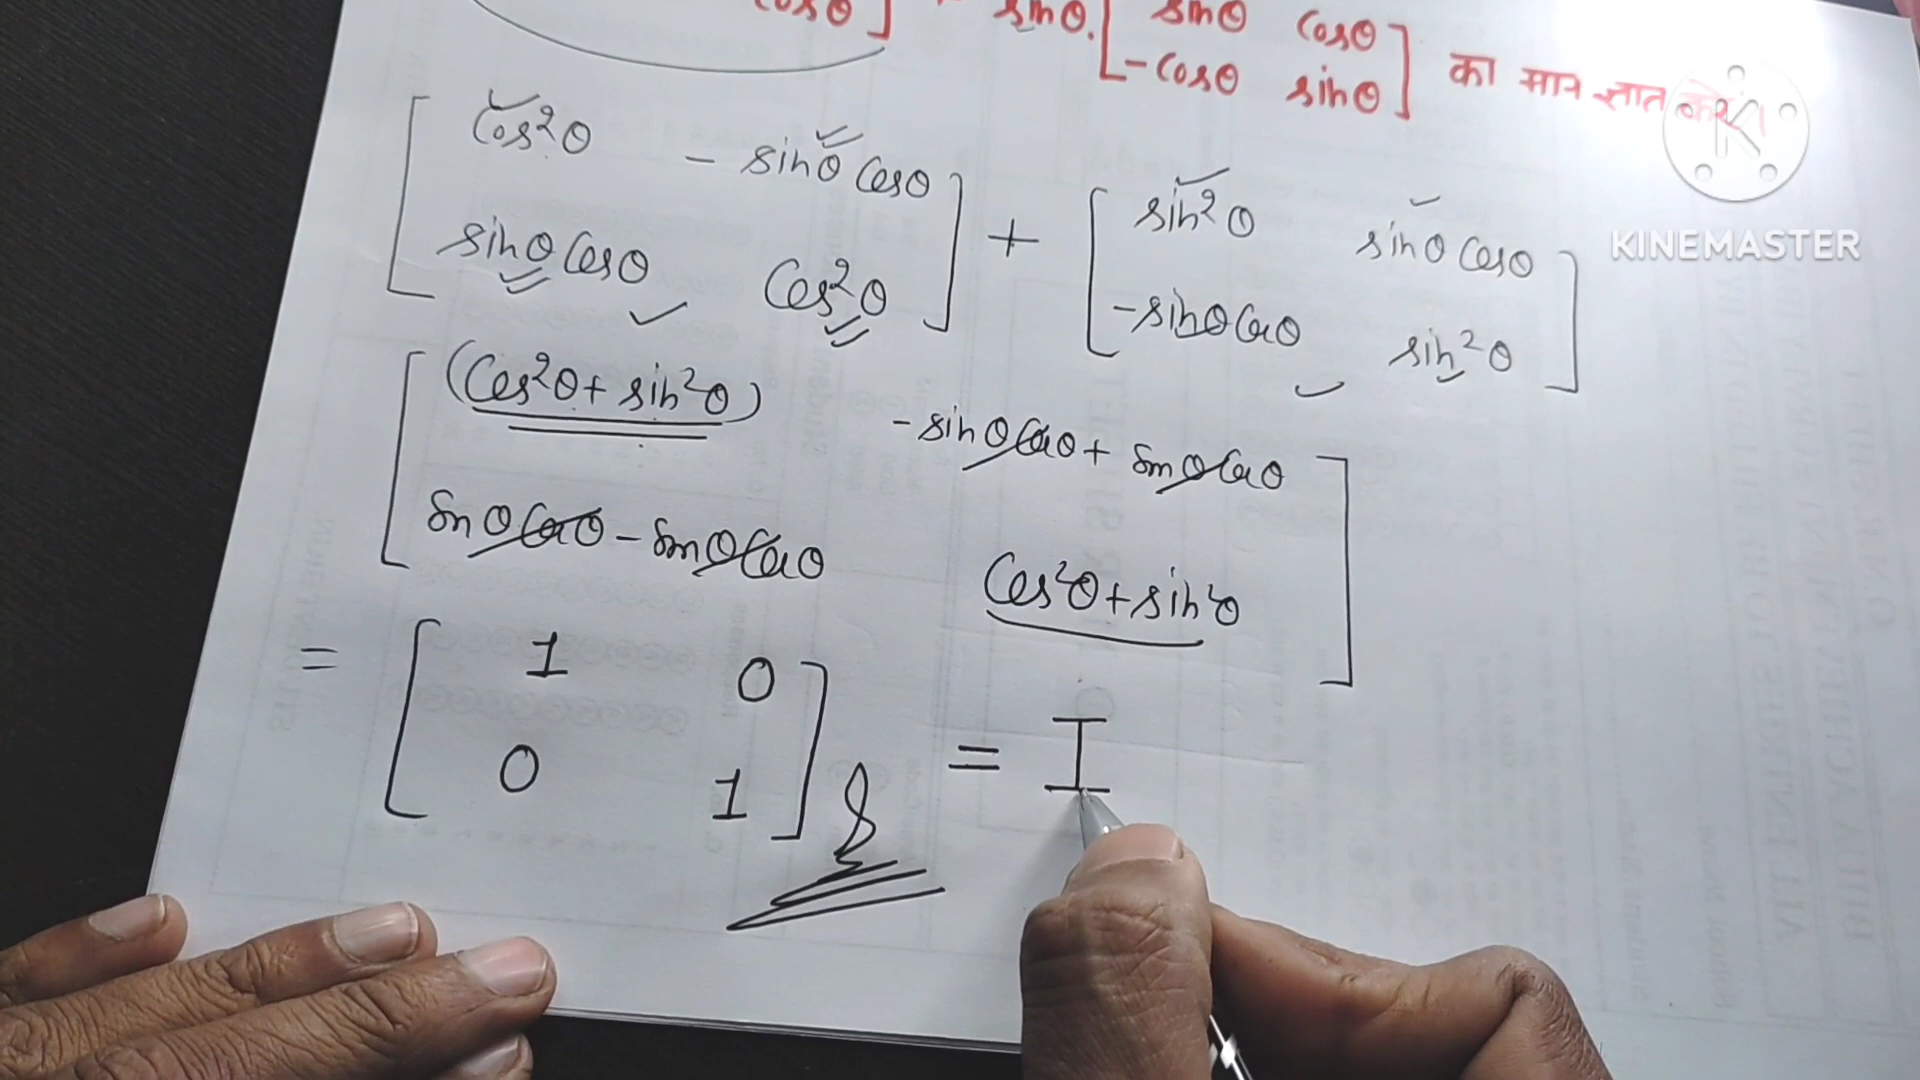 cosθ ] + sinθ. [ sinθ cosθ
-cosθ sinθ ] का मान ज्ञात करें।
[ cos²θ - sinθ cosθ
sinθ cosθ cos²θ ] + [ sin²θ sinθ cosθ
-sinθ cosθ sin²θ ]
[ (cos²θ + sin²θ) - sinθ cosθ + sinθ cosθ
sinθ cosθ - sinθ cosθ cos²θ + sin²θ ]
= [ 1 0
0 1 ] = I
K
KINEMASTER